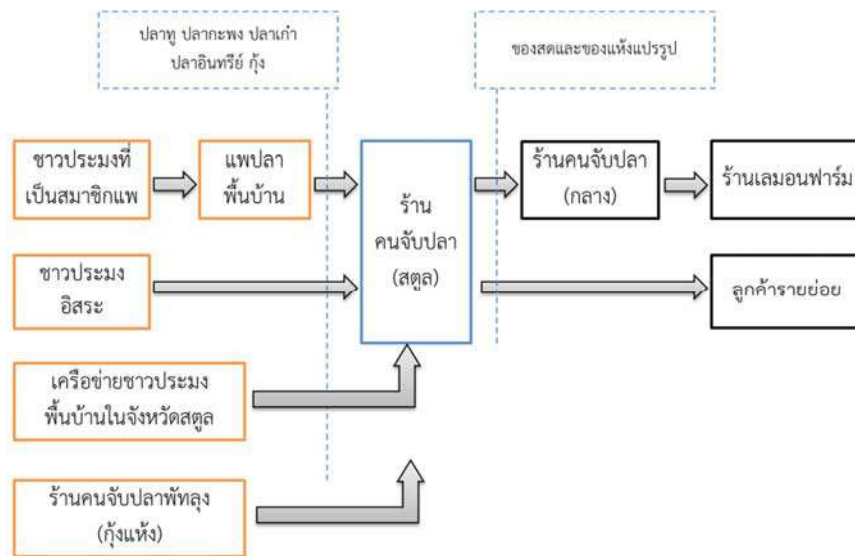 ปลาทู ปลากะพง ปลาเก๋า
ปลาอินทรีย์ กุ้ง
ของสดและของแห้งแปรรูป
ชาวประมงที่
เป็นสมาชิกแพ
แพปลา
พื้นบ้าน
ร้าน
คนจับปลา
(สตูล)
ร้านคนจับปลา
(กลาง)
ร้านเลมอนฟาร์ม
ชาวประมง
อิสระ
ลูกค้ารายย่อย
เครือข่ายชาวประมง
พื้นบ้านในจังหวัดสตูล
ร้านคนจับปลาพัทลุง
(กุ้งแห้ง)